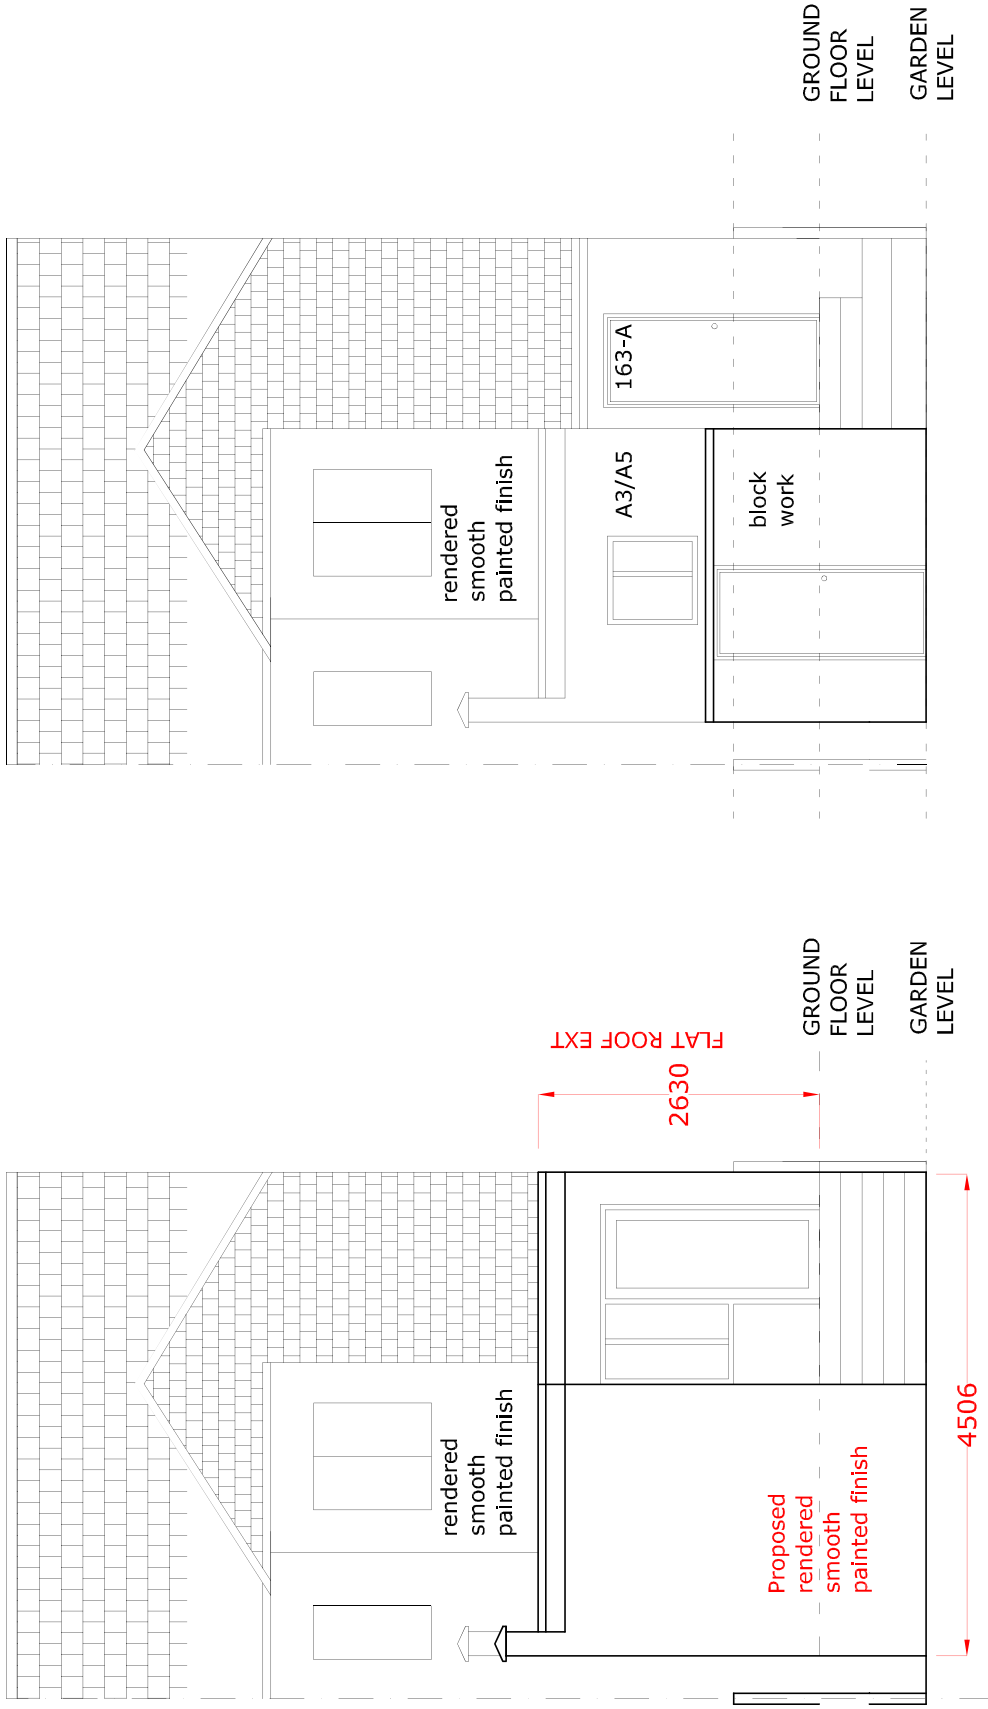 GROUND
FLOOR
LEVEL
GARDEN
LEVEL
163-A
A3/A5
rendered
smooth
painted finish
block
work
GROUND
FLOOR
LEVEL
GARDEN
LEVEL
FLAT ROOF EXT
2630
rendered
smooth
painted finish
Proposed
rendered
smooth
painted finish
4506